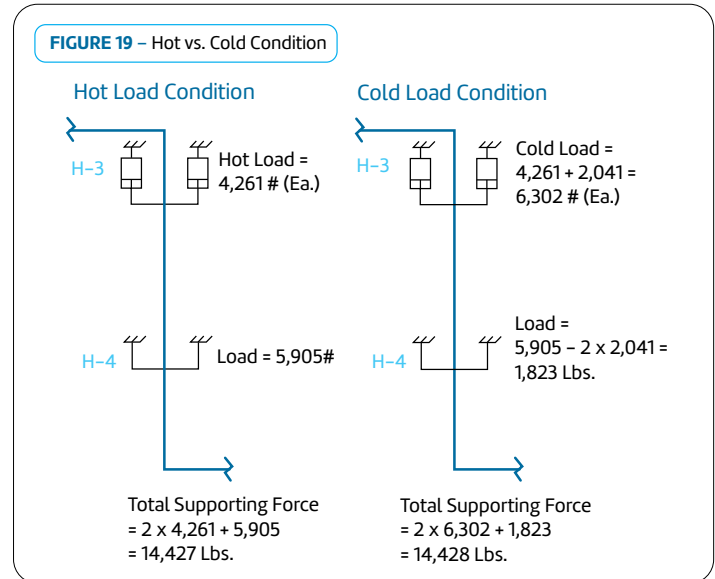 FIGURE 19 – Hot vs. Cold Condition
Hot Load Condition
H–3
Hot Load =
4,261 # (Ea.)
H–4
Load = 5,905#
Total Supporting Force
= 2 x 4,261 + 5,905
= 14,427 Lbs.
Cold Load Condition
H–3
Cold Load =
4,261 + 2,041 =
6,302 # (Ea.)
H–4
Load =
5,905 – 2 x 2,041 =
1,823 Lbs.
Total Supporting Force
= 2 x 6,302 + 1,823
= 14,428 Lbs.